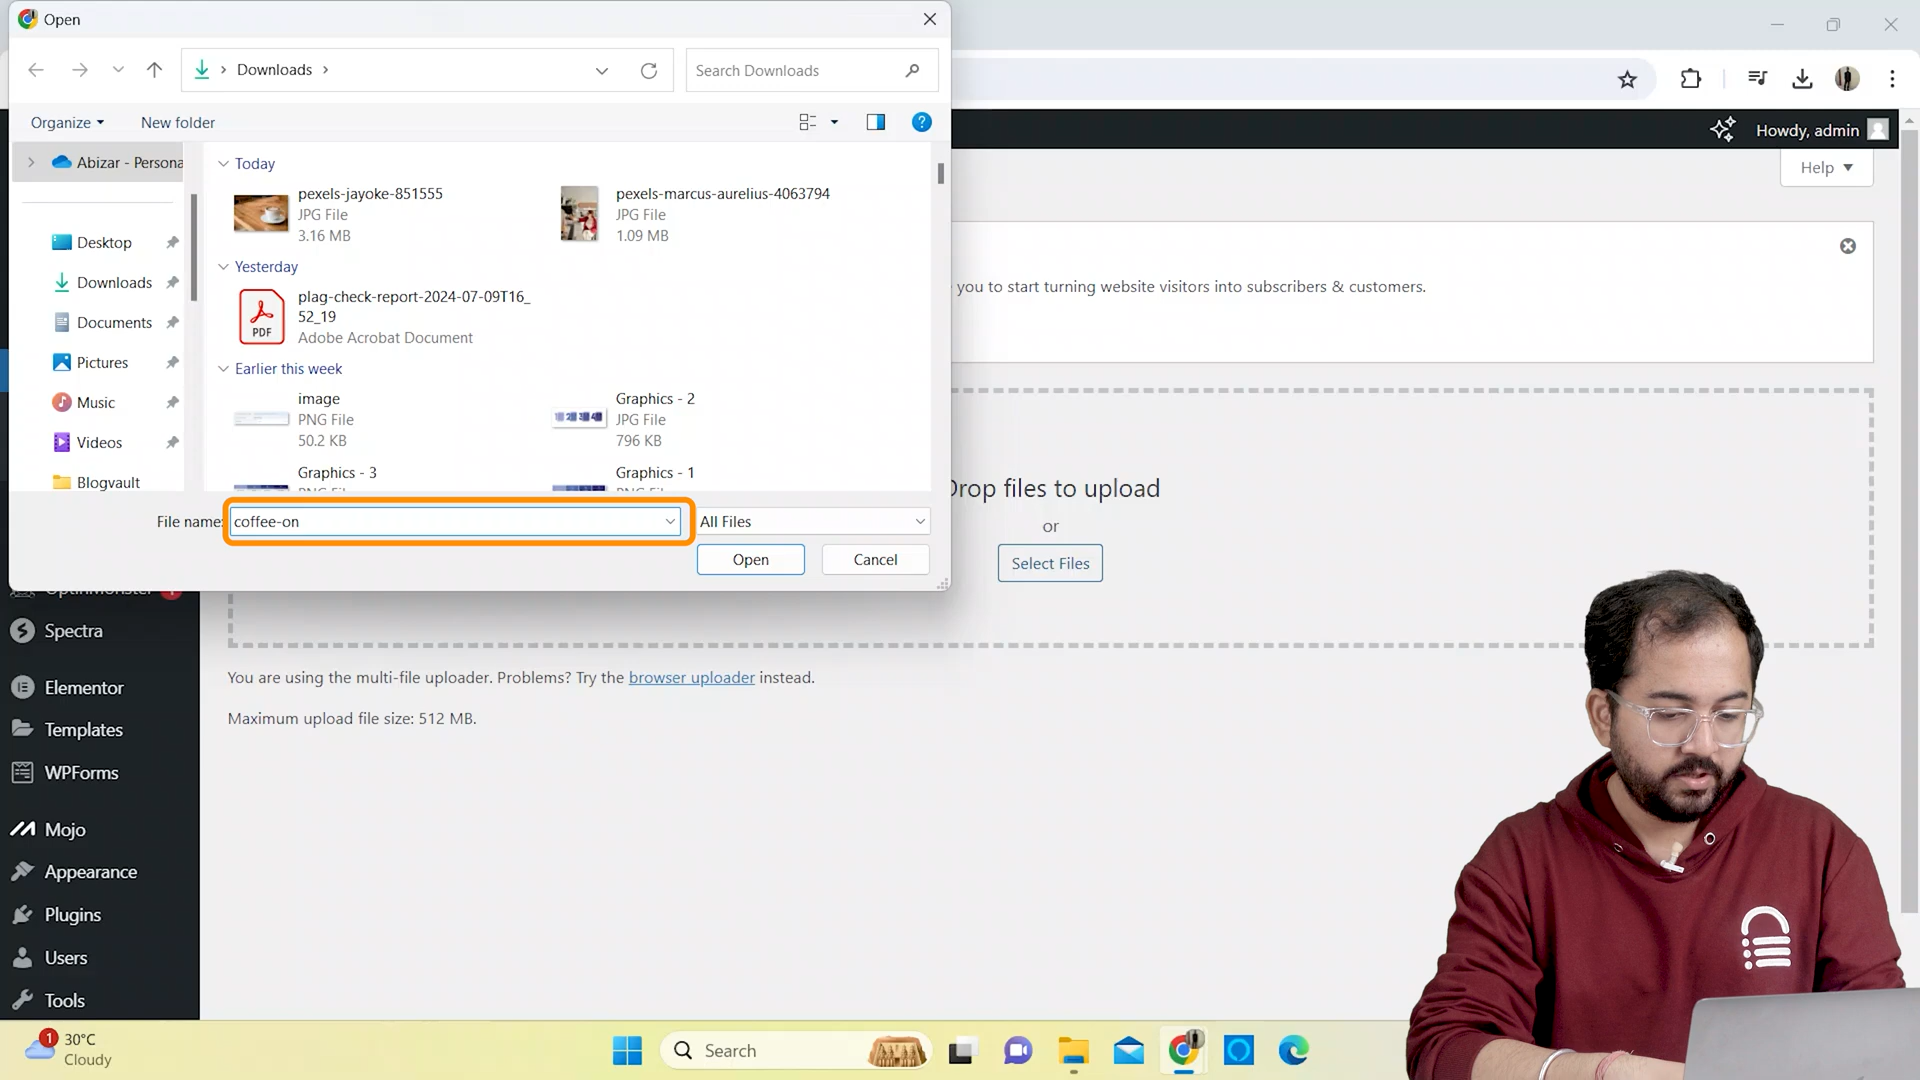 Open
Downloads
Search Downloads
Organize
New folder
Abizar - Persona
Desktop
Downloads
Documents
Pictures
Music
Videos
Blogvault
Today
pexels-jayoke-851555
JPG File
3.16 MB
pexels-marcus-aurelius-4063794
JPG File
1.09 MB
Yesterday
plag-check-report-2024-07-09T16_
52_19
Adobe Acrobat Document
PDF
Earlier this week
image
PNG File
50.2 KB
Graphics - 2
JPG File
796 KB
Graphics - 3
PNG File
Graphics - 1
PNG File
File name:
coffee-on
All Files
Open
Cancel
Howdy, admin
Help
you to start turning website visitors into subscribers & customers.
Drop files to upload
or
Select Files
You are using the multi-file uploader. Problems? Try the browser uploader instead.
Maximum upload file size: 512 MB.
OptinMonster
Spectra
Elementor
Templates
WPForms
Mojo
Appearance
Plugins
Users
Tools
1
30°C
Cloudy
Search